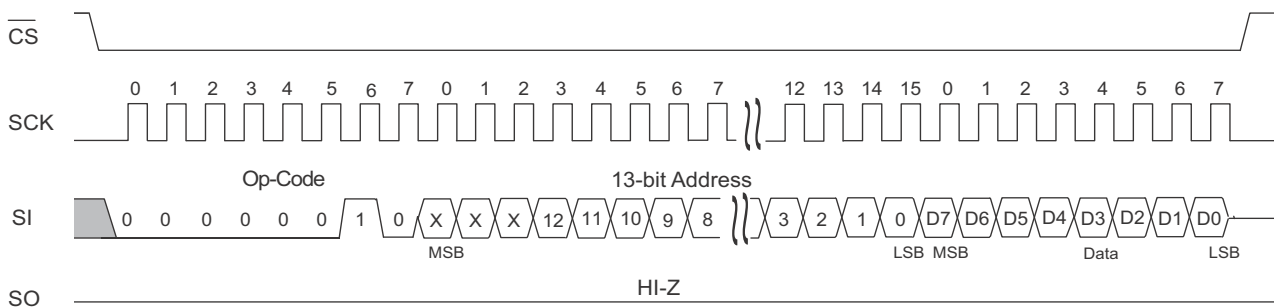 CS
0 1 2 3 4 5 6 7 0 1 2 3 4 5 6 7 12 13 14 15 0 1 2 3 4 5 6 7
SCK
Op-Code 13-bit Address
SI 0 0 0 0 0 0 1 0 X X X 12 11 10 9 8 3 2 1 0 D7 D6 D5 D4 D3 D2 D1 D0
MSB LSB MSB Data LSB
HI-Z
SO